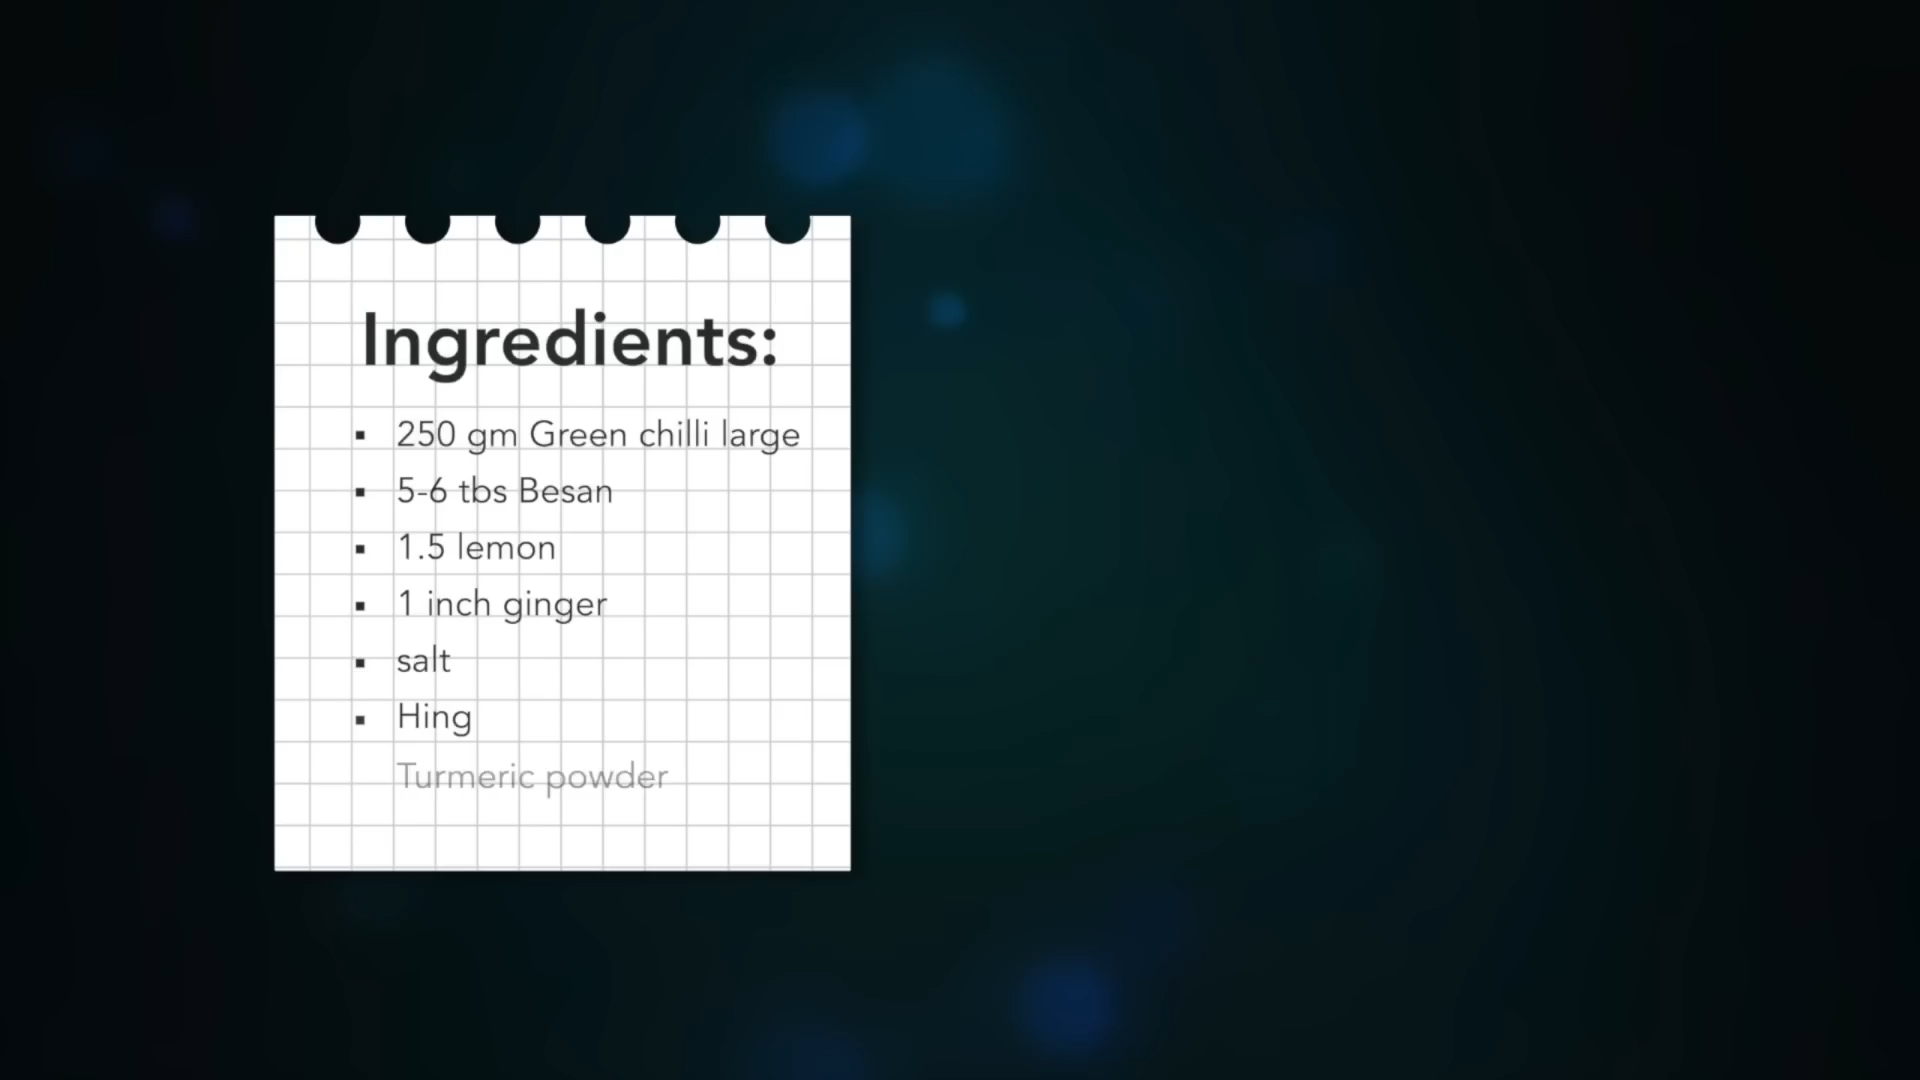 Ingredients:
▪ 250 gm Green chilli large
▪ 5-6 tbs Besan
▪ 1.5 lemon
▪ 1 inch ginger
▪ salt
▪ Hing
Turmeric powder